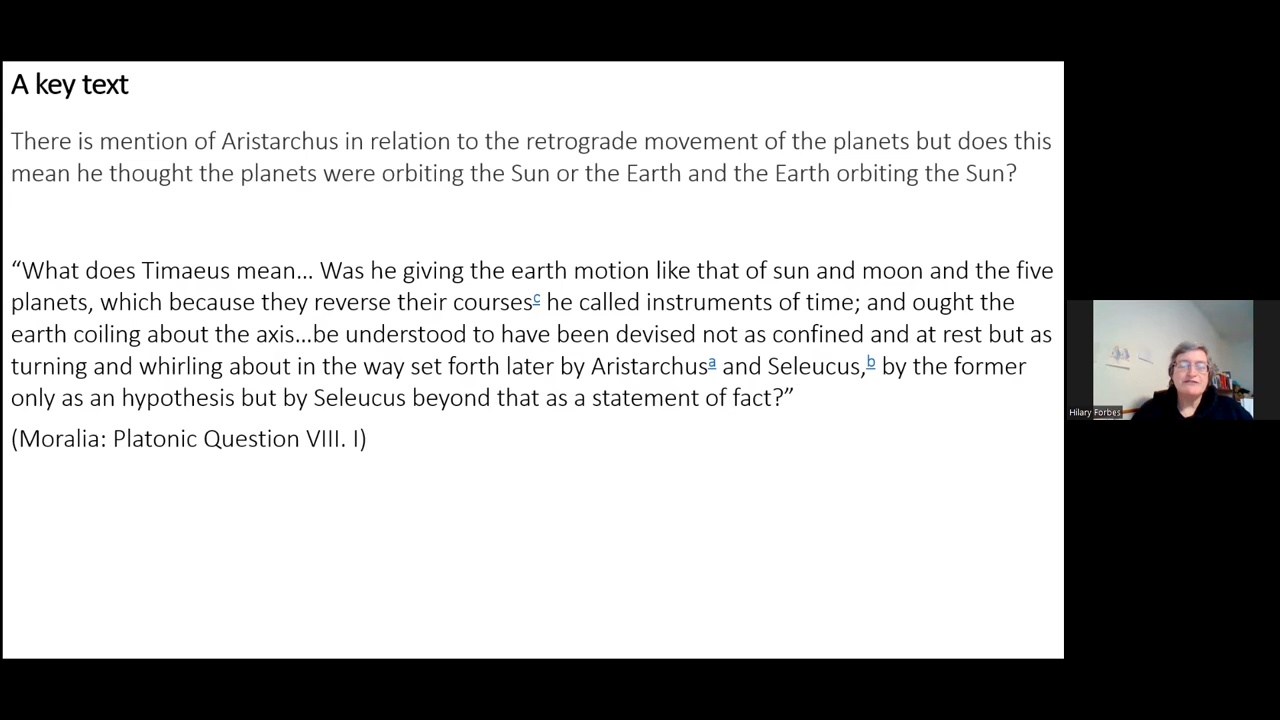 A key text
There is mention of Aristarchus in relation to the retrograde movement of the planets but does this
mean he thought the planets were orbiting the Sun or the Earth and the Earth orbiting the Sun?
“What does Timaeus mean… Was he giving the earth motion like that of sun and moon and the five
planets, which because they reverse their courses c he called instruments of time; and ought the
earth coiling about the axis…be understood to have been devised not as confined and at rest but as
turning and whirling about in the way set forth later by Aristarchus a and Seleucus, b by the former
only as an hypothesis but by Seleucus beyond that as a statement of fact?”
(Moralia: Platonic Question VIII. I)
Hilary Forbes